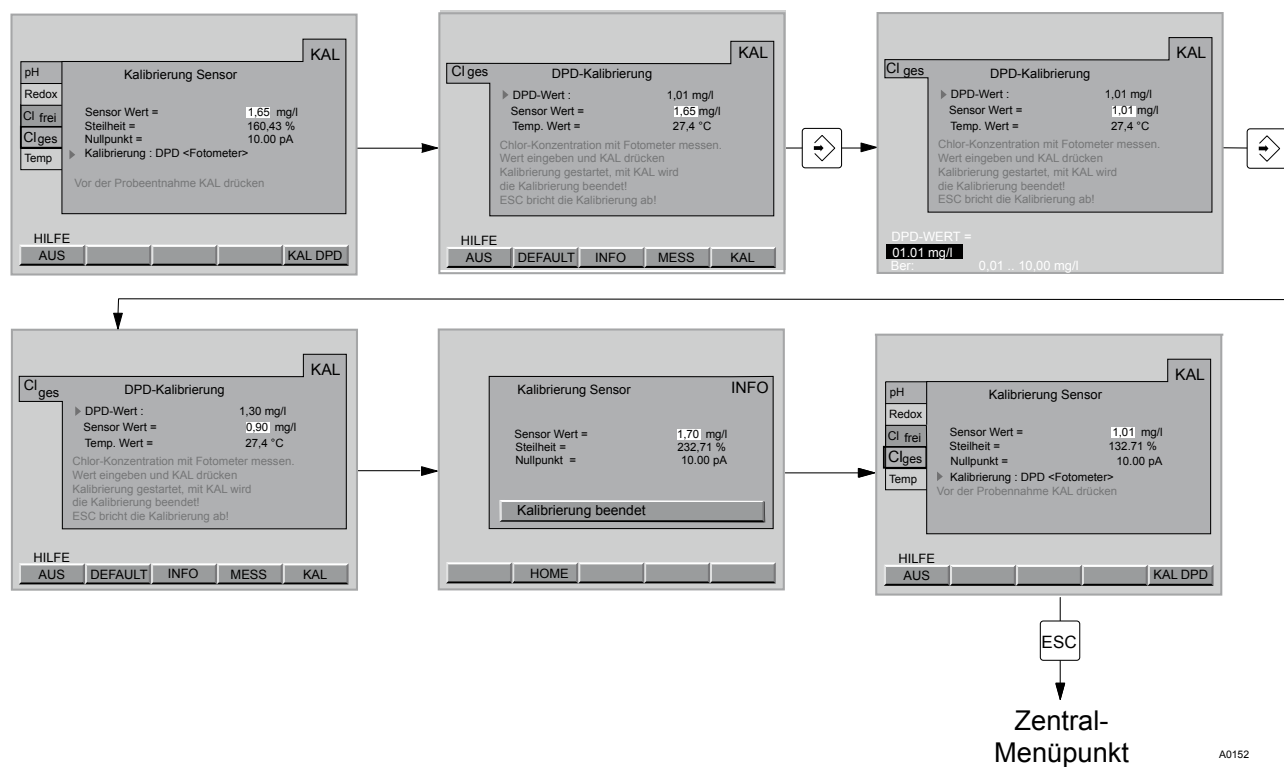 KAL
pH
Redox
Cl frei
Clges
Temp
Kalibrierung Sensor
Sensor Wert = 1,65 mg/l
Steilheit = 160,43 %
Nullpunkt = 10.00 pA
Kalibrierung : DPD <Fotometer>
Vor der Probeentnahme KAL drücken
HILFE
AUS KAL DPD
KAL
Cl ges
DPD-Kalibrierung
DPD-Wert : 1,01 mg/l
Sensor Wert = 1,65 mg/l
Temp. Wert = 27,4 °C
Chlor-Konzentration mit Fotometer messen.
Wert eingeben und KAL drücken
Kalibrierung gestartet, mit KAL wird
die Kalibrierung beendet!
ESC bricht die Kalibrierung ab!
HILFE
AUS DEFAULT INFO MESS KAL
KAL
Cl ges
DPD-Kalibrierung
DPD-Wert : 1,01 mg/l
Sensor Wert = 1,01 mg/l
Temp. Wert = 27,4 °C
Chlor-Konzentration mit Fotometer messen.
Wert eingeben und KAL drücken
Kalibrierung gestartet, mit KAL wird
die Kalibrierung beendet!
ESC bricht die Kalibrierung ab!
DPD-WERT =
01.01 mg/l
Ber: 0,01 .. 10,00 mg/l
KAL
Cl ges
DPD-Kalibrierung
DPD-Wert : 1,30 mg/l
Sensor Wert = 0,90 mg/l
Temp. Wert = 27,4 °C
Chlor-Konzentration mit Fotometer messen.
Wert eingeben und KAL drücken
Kalibrierung gestartet, mit KAL wird
die Kalibrierung beendet!
ESC bricht die Kalibrierung ab!
HILFE
AUS DEFAULT INFO MESS KAL
Kalibrierung Sensor INFO
Sensor Wert = 1,70 mg/l
Steilheit = 232,71 %
Nullpunkt = 10.00 pA
Kalibrierung beendet
HOME
KAL
pH
Redox
Cl frei
Clges
Temp
Kalibrierung Sensor
Sensor Wert = 1,01 mg/l
Steilheit = 132.71 %
Nullpunkt = 10.00 pA
Kalibrierung : DPD <Fotometer>
Vor der Probennahme KAL drücken
HILFE
AUS KAL DPD
ESC
Zentral-
Menüpunkt
A0152